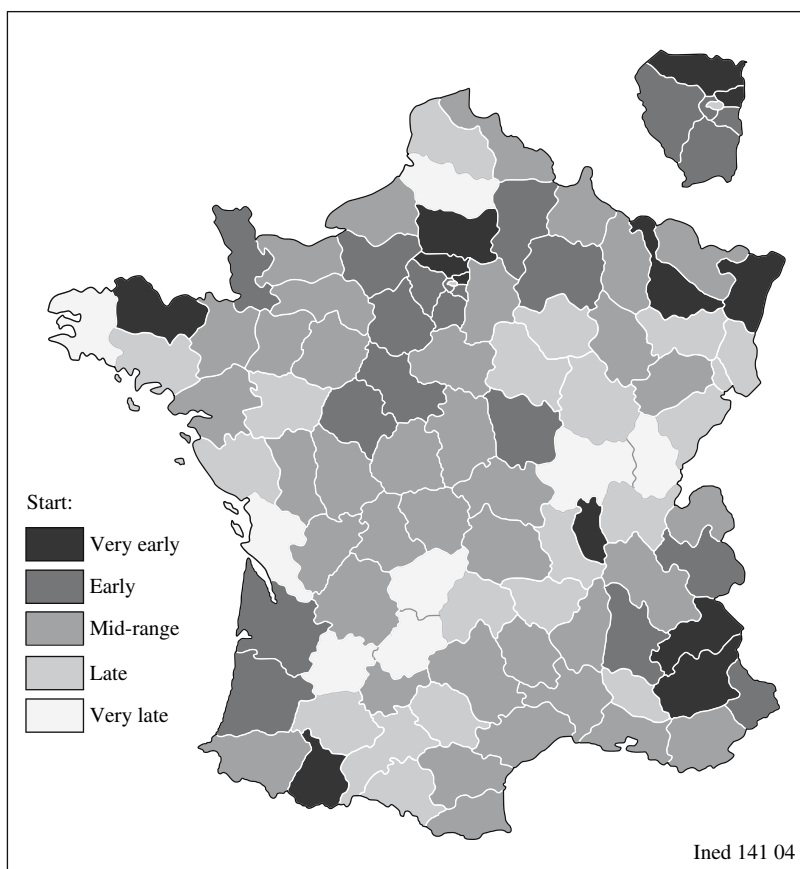 Start:
Very early
Early
Mid-range
Late
Very late
Ined 141 04